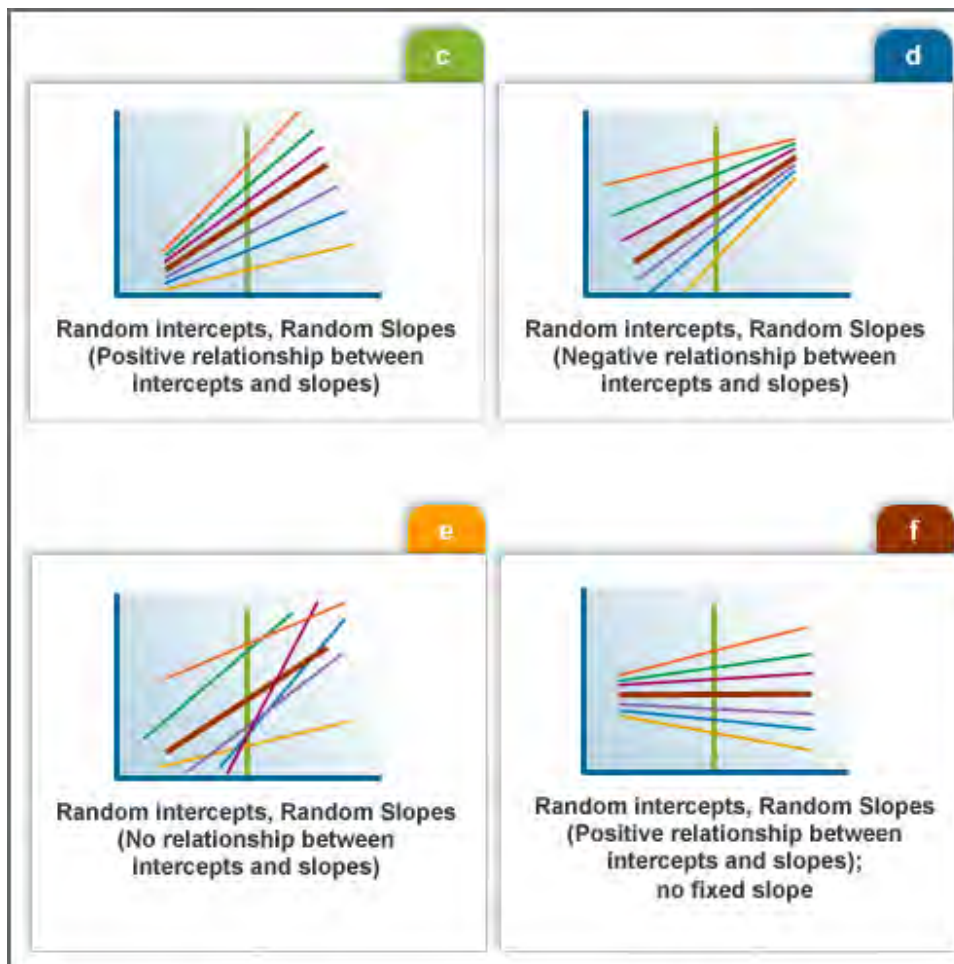 c
Random intercepts, Random Slopes
(Positive relationship between
intercepts and slopes)
d
Random intercepts, Random Slopes
(Negative relationship between
intercepts and slopes)
e
Random intercepts, Random Slopes
(No relationship between
intercepts and slopes)
f
Random intercepts, Random Slopes
(Positive relationship between
intercepts and slopes);
no fixed slope